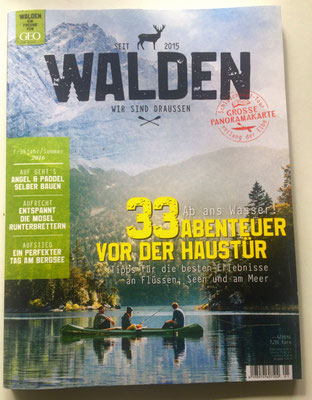 WALDEN
GEO
SEIT 2015
WALDEN
WIR SIND DRAUSSEN
GROSSE
PANORAMAKARTE
Frühjahr/Sommer
2016
AUF GEHT'S
ANGEL & PADDEL
SELBER BAUEN
AUFRECHT
ENTSPANNT
DIE MOSEL
RUNTERBRETTERN
AUFSTIEG
EIN PERFEKTER
TAG AM BERGSEE
Ab ans Wasser!
33 ABENTEUER
VOR DER HAUSTÜR
Tipps für die besten Erlebnisse
an Flüssen, Seen und am Meer